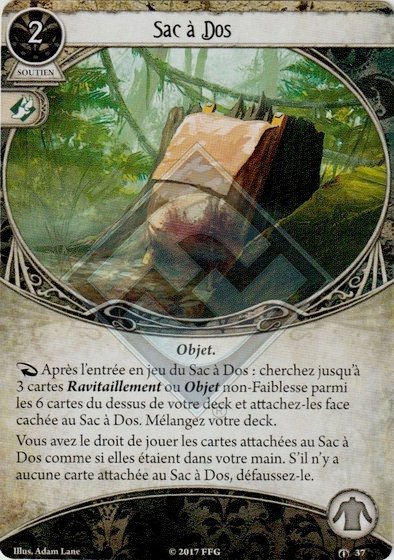 Sac à Dos
2
SOUTIEN
Objet.
Après l'entrée en jeu du Sac à Dos : cherchez jusqu'à
3 cartes Ravitaillement ou Objet non-Faiblesse parmi
les 6 cartes du dessus de votre deck et attachez-les face
cachée au Sac à Dos. Mélangez votre deck.
Vous avez le droit de jouer les cartes attachées au Sac à
Dos comme si elles étaient dans votre main. S'il n'y a
aucune carte attachée au Sac à Dos, défaussez-le.
Illus. Adam Lane
© 2017 FFG
37